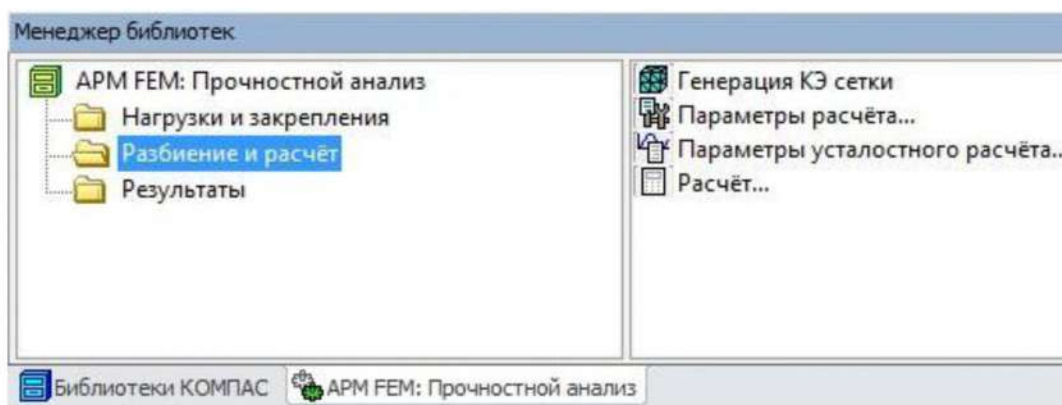 Менеджер библиотек
APM FEM: Прочностной анализ
Нагрузки и закрепления
Разбиение и расчёт
Результаты
Генерация КЭ сетки
Параметры расчёта...
Параметры усталостного расчёта..
Расчёт...
Библиотеки КОМПАС
APM FEM: Прочностной анализ